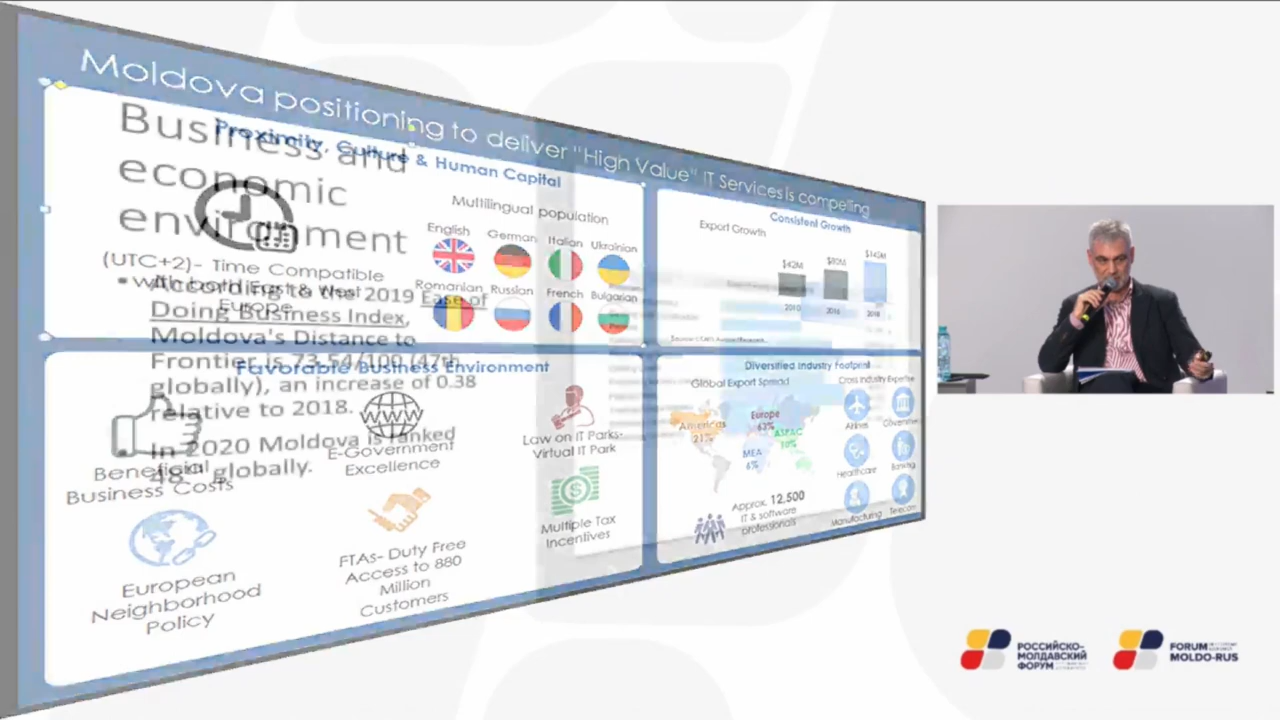 Moldova positioning to deliver "High Value" IT Services is compelling
Business and
economic
environment
According to the 2019 Ease of
Doing Business Index,
Moldova's Distance to
Frontier is 73.54/100 (47th
globally), an increase of 0.38
relative to 2018.
In 2020 Moldova is ranked
48th globally.
Proximity, Culture & Human Capital
(UTC+2)- Time Compatible
with both East & West
Europe
Multilingual population
English German Italian Ukrainian
Romanian Russian French Bulgarian
Consistent Growth
Export Growth
$42M
2010
2018
Favorable Business Environment
Beneficial
Business Costs
E-Government
Excellence
Law on IT Parks-
Virtual IT Park
European
Neighborhood
Policy
FTAs- Duty Free
Access to 880
Million
Customers
Multiple Tax
Incentives
Diversified Industry Footprint
Global Export Spread
Cross Industry Expertise
Americas
21%
Europe
63%
ASPAC
10%
MEA
6%
Approx. 12,500
IT & software
professionals
Airlines
Healthcare Banking
Manufacturing Telecom
РОССИЙСКО-
МОЛДАВСКИЙ
ФОРУМ
FORUM
MOLDO-RUS